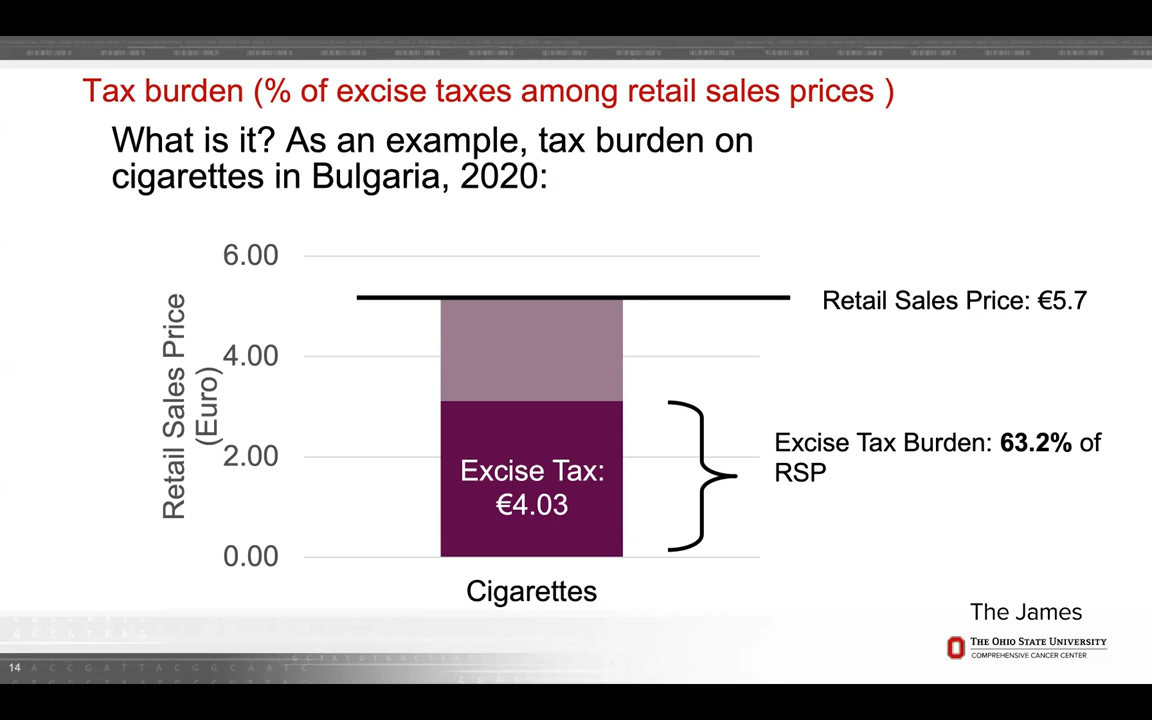 Tax burden (% of excise taxes among retail sales prices )
What is it? As an example, tax burden on
cigarettes in Bulgaria, 2020:
Retail Sales Price
(Euro)
6.00
4.00
2.00
0.00
Retail Sales Price: €5.7
Excise Tax Burden: 63.2% of
RSP
Excise Tax:
€4.03
Cigarettes
The James
THE OHIO STATE UNIVERSITY
COMPREHENSIVE CANCER CENTER
14